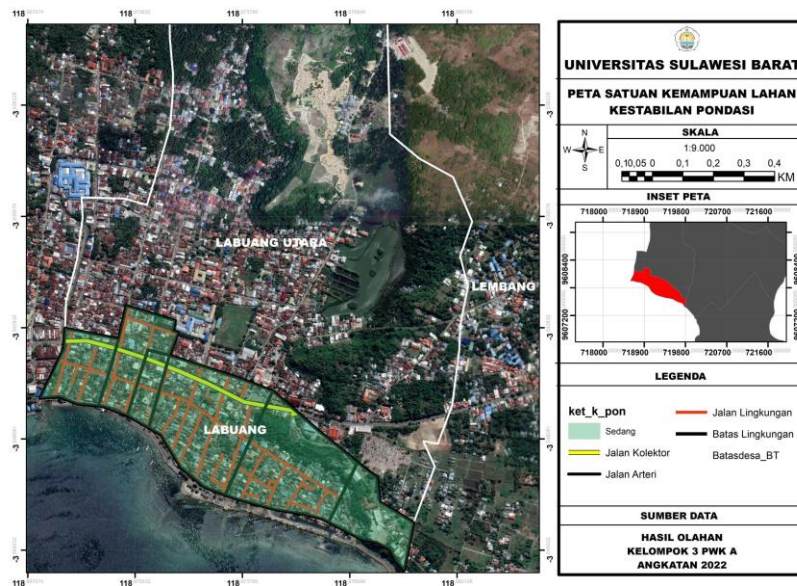 LABUANG UTARA
LEMBANG
LABUANG
UNIVERSITAS SULAWESI BARAT
PETA SATUAN KEMAMPUAN LAHAN
KESTABILAN PONDASI
N
W E
S
SKALA
1:9.000
0,10,05 0 0,1 0,2 0,3 0,4
KM
INSET PETA
718000 718900 719800 720700 721600
9608400 9608400
9607200 9607200
718000 718900 719800 720700 721600
LEGENDA
ket_k_pon
Sedang
Jalan Kolektor
Jalan Arteri
Jalan Lingkungan
Batas Lingkungan
Batasdesa_BT
SUMBER DATA
HASIL OLAHAN
KELOMPOK 3 PWK A
ANGKATAN 2022